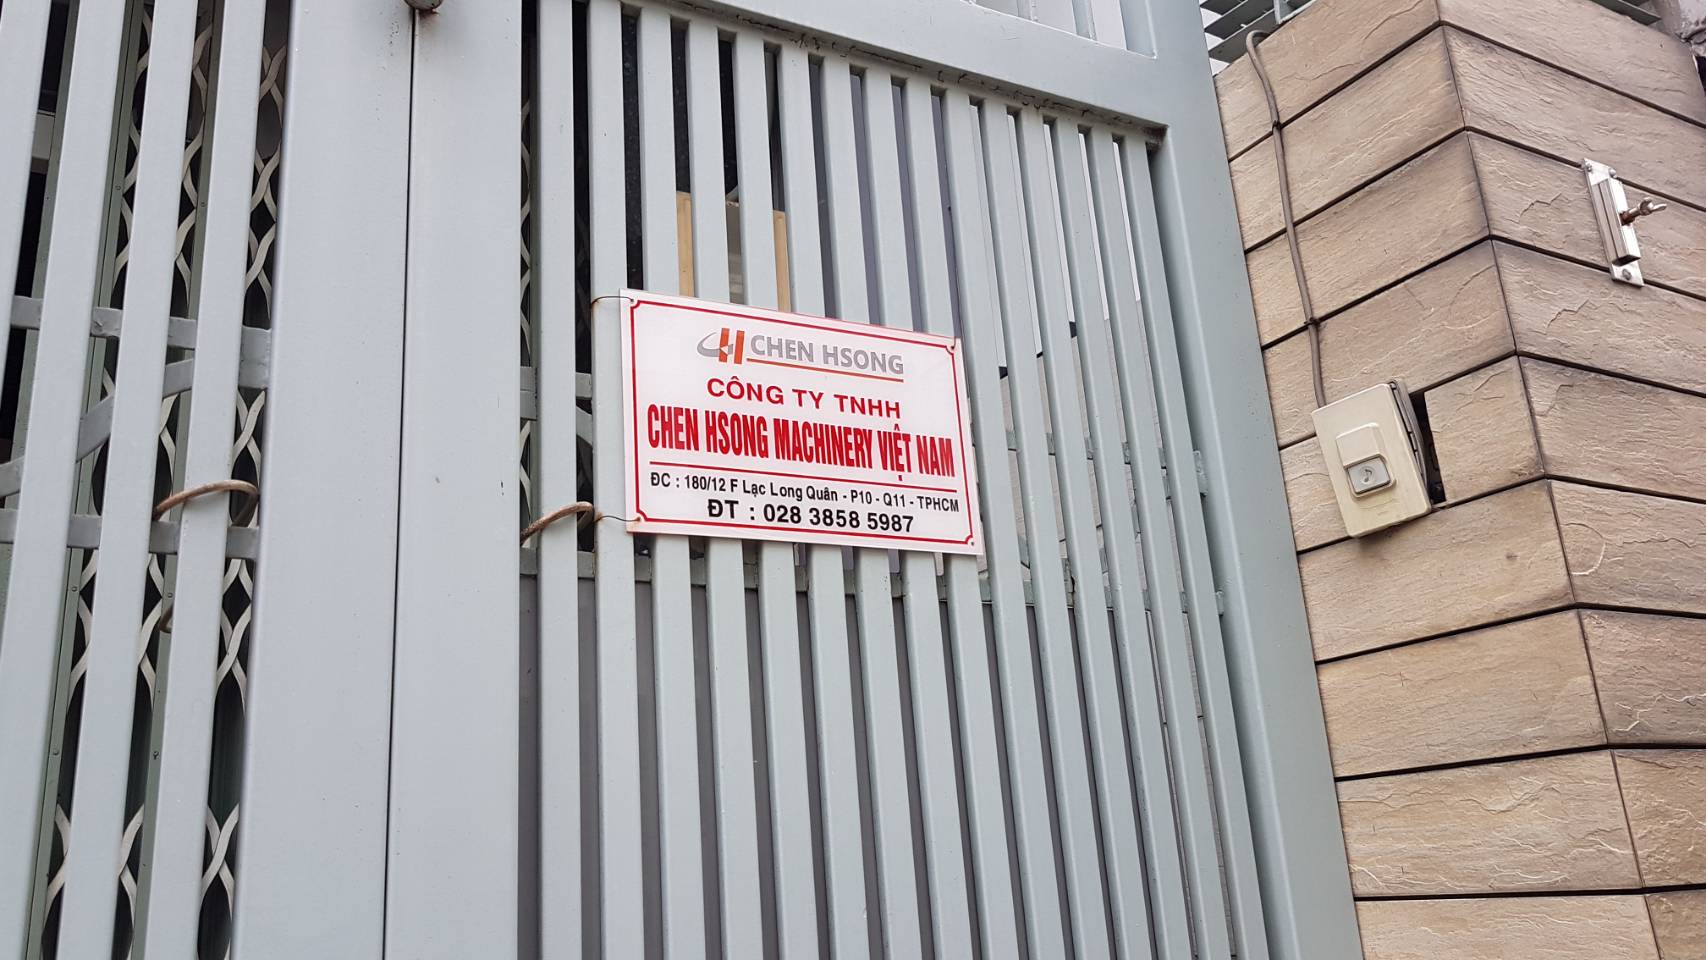 CHEN HSONG
CÔNG TY TNHH
CHEN HSONG MACHINERY VIỆT NAM
ĐC : 180/12 F Lạc Long Quân - P10 - Q11 - TPHCM
ĐT : 028 3858 5987